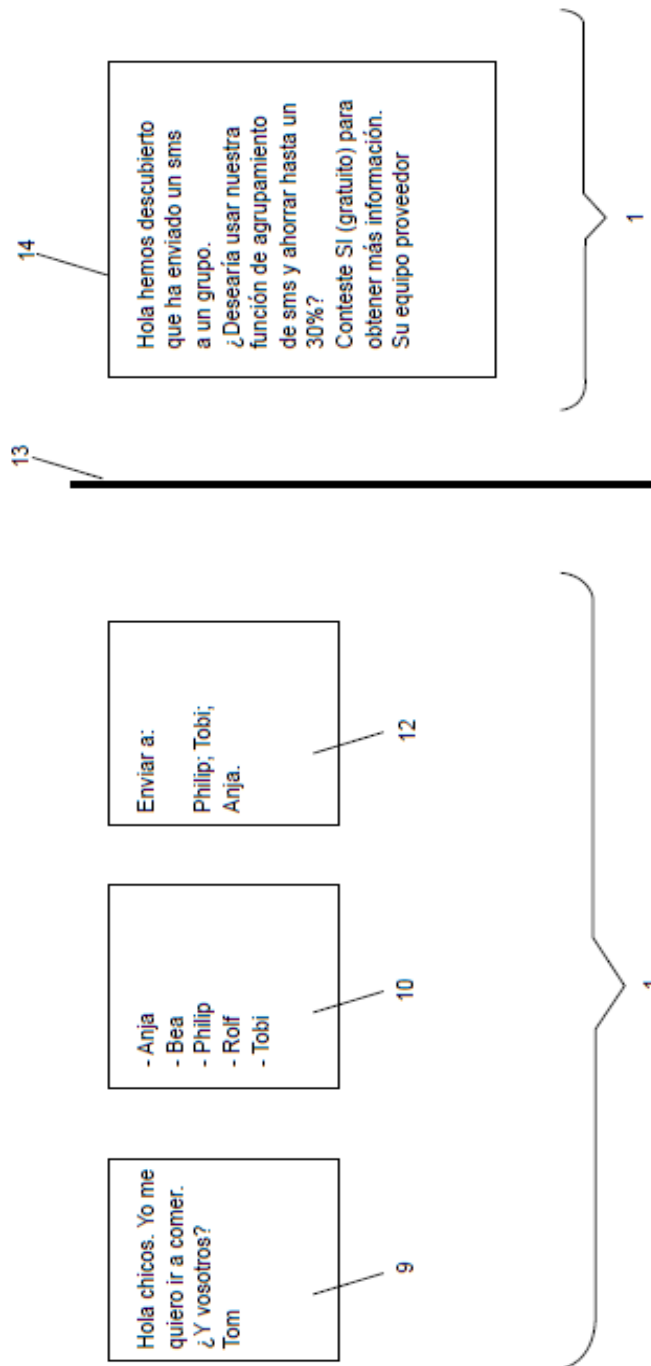 Hola chicos. Yo me
quiero ir a comer.
¿Y vosotros?
Tom
9
- Anja
- Bea
- Philip
- Rolf
- Tobi
10
Enviar a:
Philip; Tobi;
Anja.
12
1
13
14
Hola hemos descubierto
que ha enviado un sms
a un grupo.
¿Desearía usar nuestra
función de agrupamiento
de sms y ahorrar hasta un
30%?
Conteste SI (gratuito) para
obtener más información.
Su equipo proveedor
1